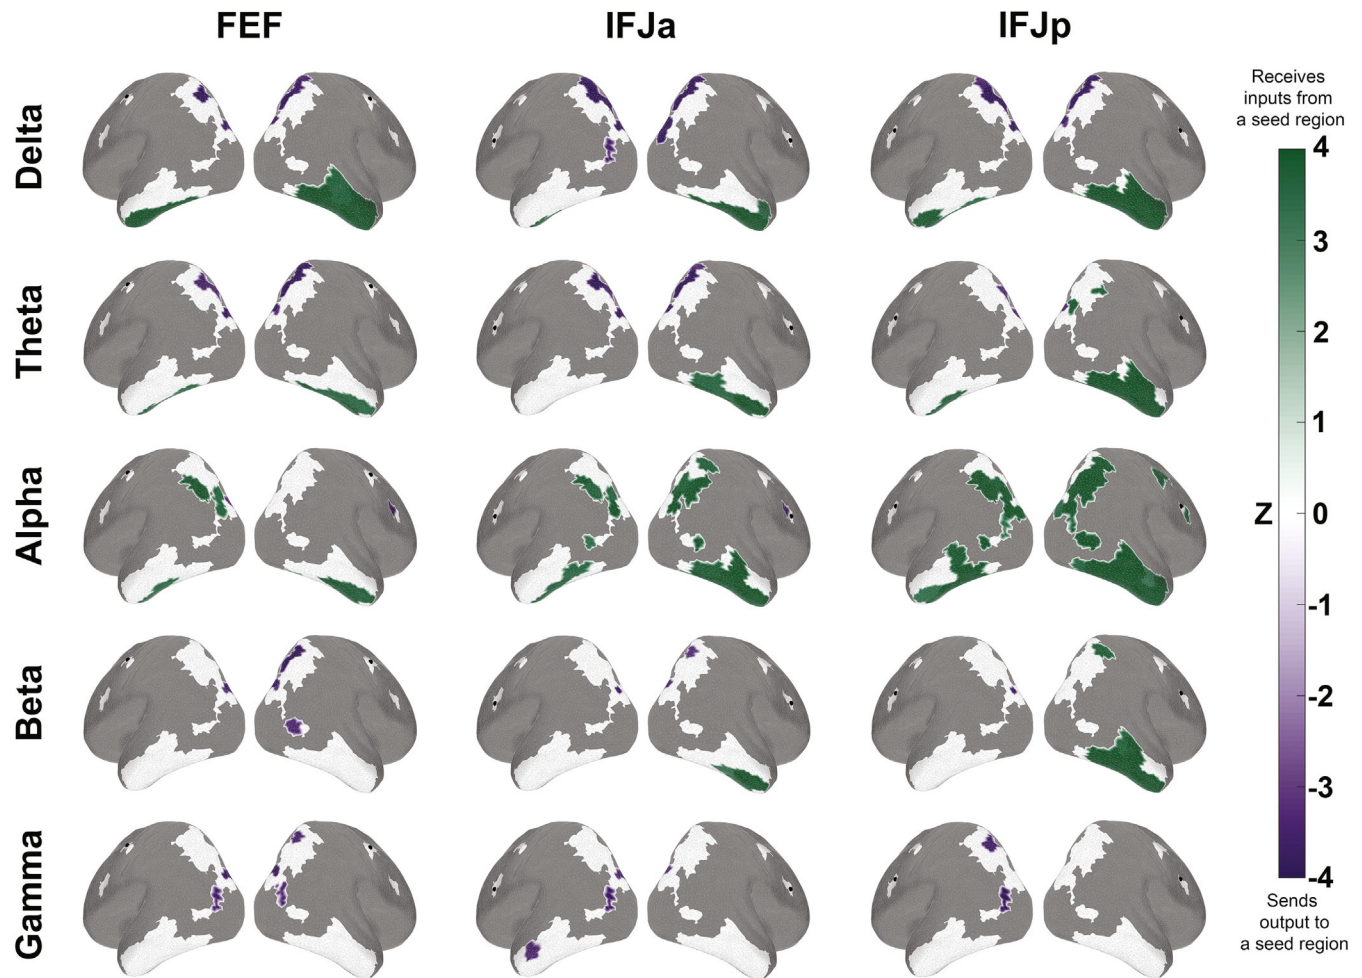 FEF IFJa IFJp
Delta
Theta
Alpha
Beta
Gamma
Receives
inputs from
a seed region
4
3
2
1
0
-1
-2
-3
-4
Z
Sends
output to
a seed region